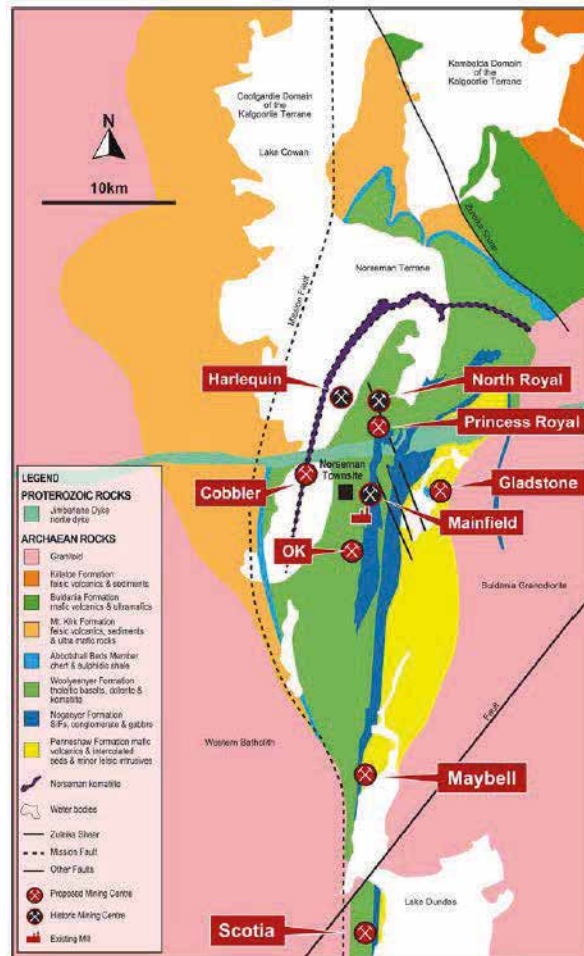 Coolgardie Domain
of the
Kalgoorlie Terrane
Kambalda Domain
of the
Kalgoorlie Terrane
Lake Cowan
N
10km
Zuleika Shear
Norseman Terrane
Mission Fault
Harlequin
North Royal
Princess Royal
Norseman
Townsite
Cobbler
Gladstone
Mainfield
OK
Buldania Granodiorite
Fault
Western Batholith
Maybell
Lake Dundas
Scotia
LEGEND
PROTEROZOIC ROCKS
Jimberlana Dyke
norite dyke
ARCHAEAN ROCKS
Granitoid
Killaloe Formation
felsic volcanics & sediments
Buldania Formation
mafic volcanics & ultramafics
Mt. Kirk Formation
felsic volcanics, sediments
& ultra mafic rocks
Abbotshall Beds Member
chert & sulphidic shale
Woolyeenyer Formation
tholeiitic basalts, dolerite &
komatiite
Noganyer Formation
BIFs, conglomerate & gabbro
Penneshaw Formation mafic
volcanics & intercalated
seds & minor felsic intrusives
Norseman komatiite
Water bodies
Zuleika Shear
Mission Fault
Other Faults
Proposed Mining Centre
Historic Mining Centre
Existing Mill